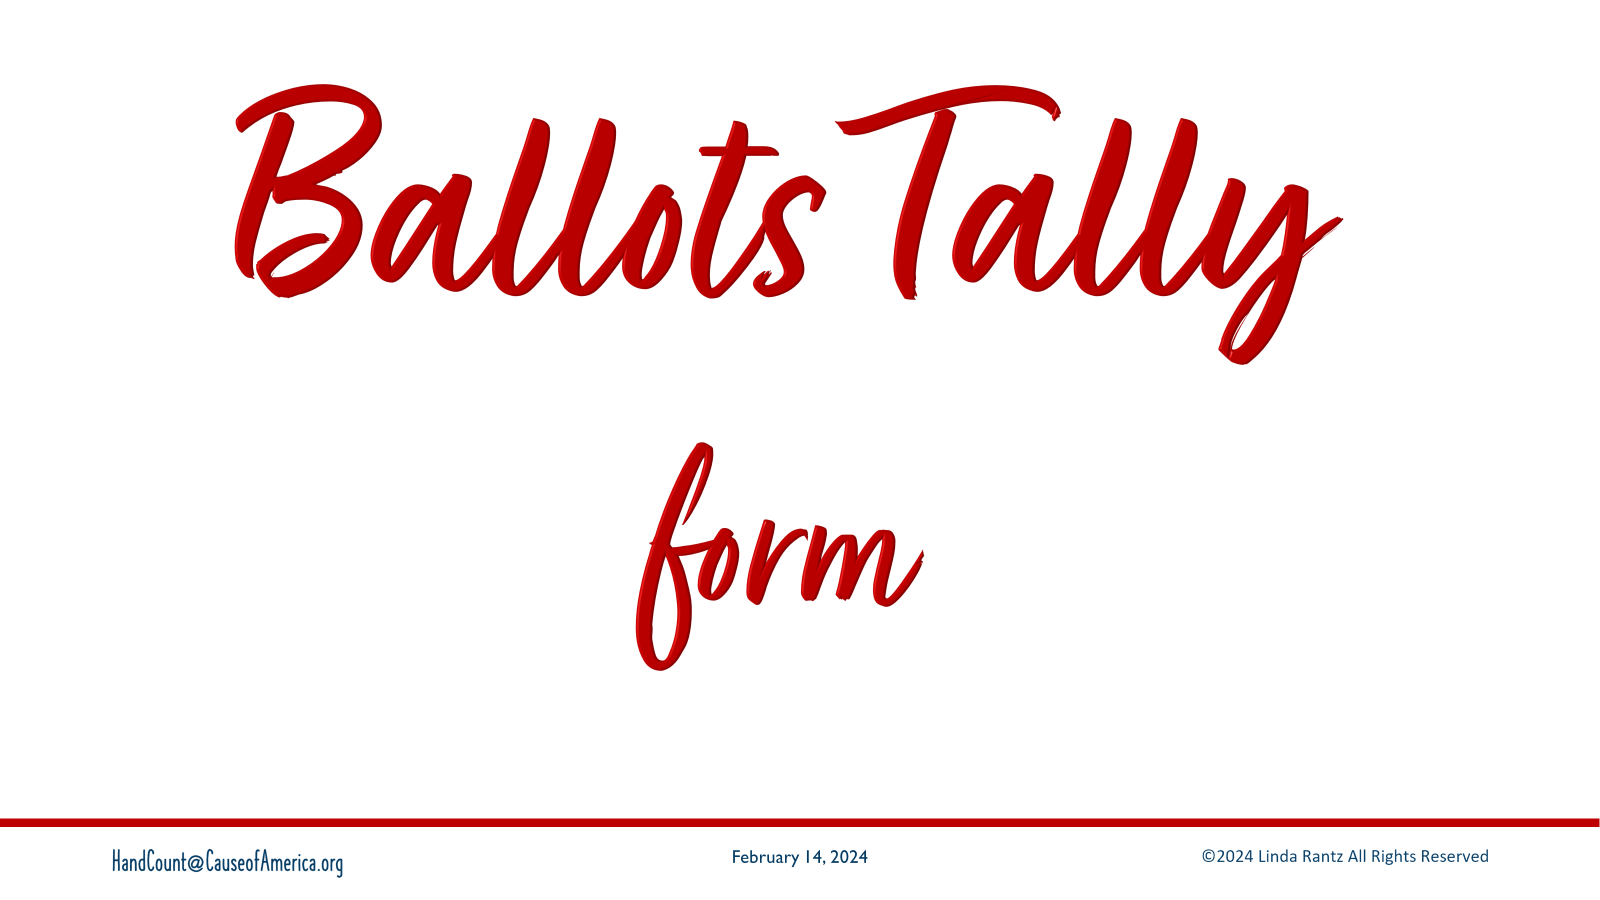 Ballots Tally
form
HandCount@CauseofAmerica.org
February 14, 2024
©2024 Linda Rantz All Rights Reserved